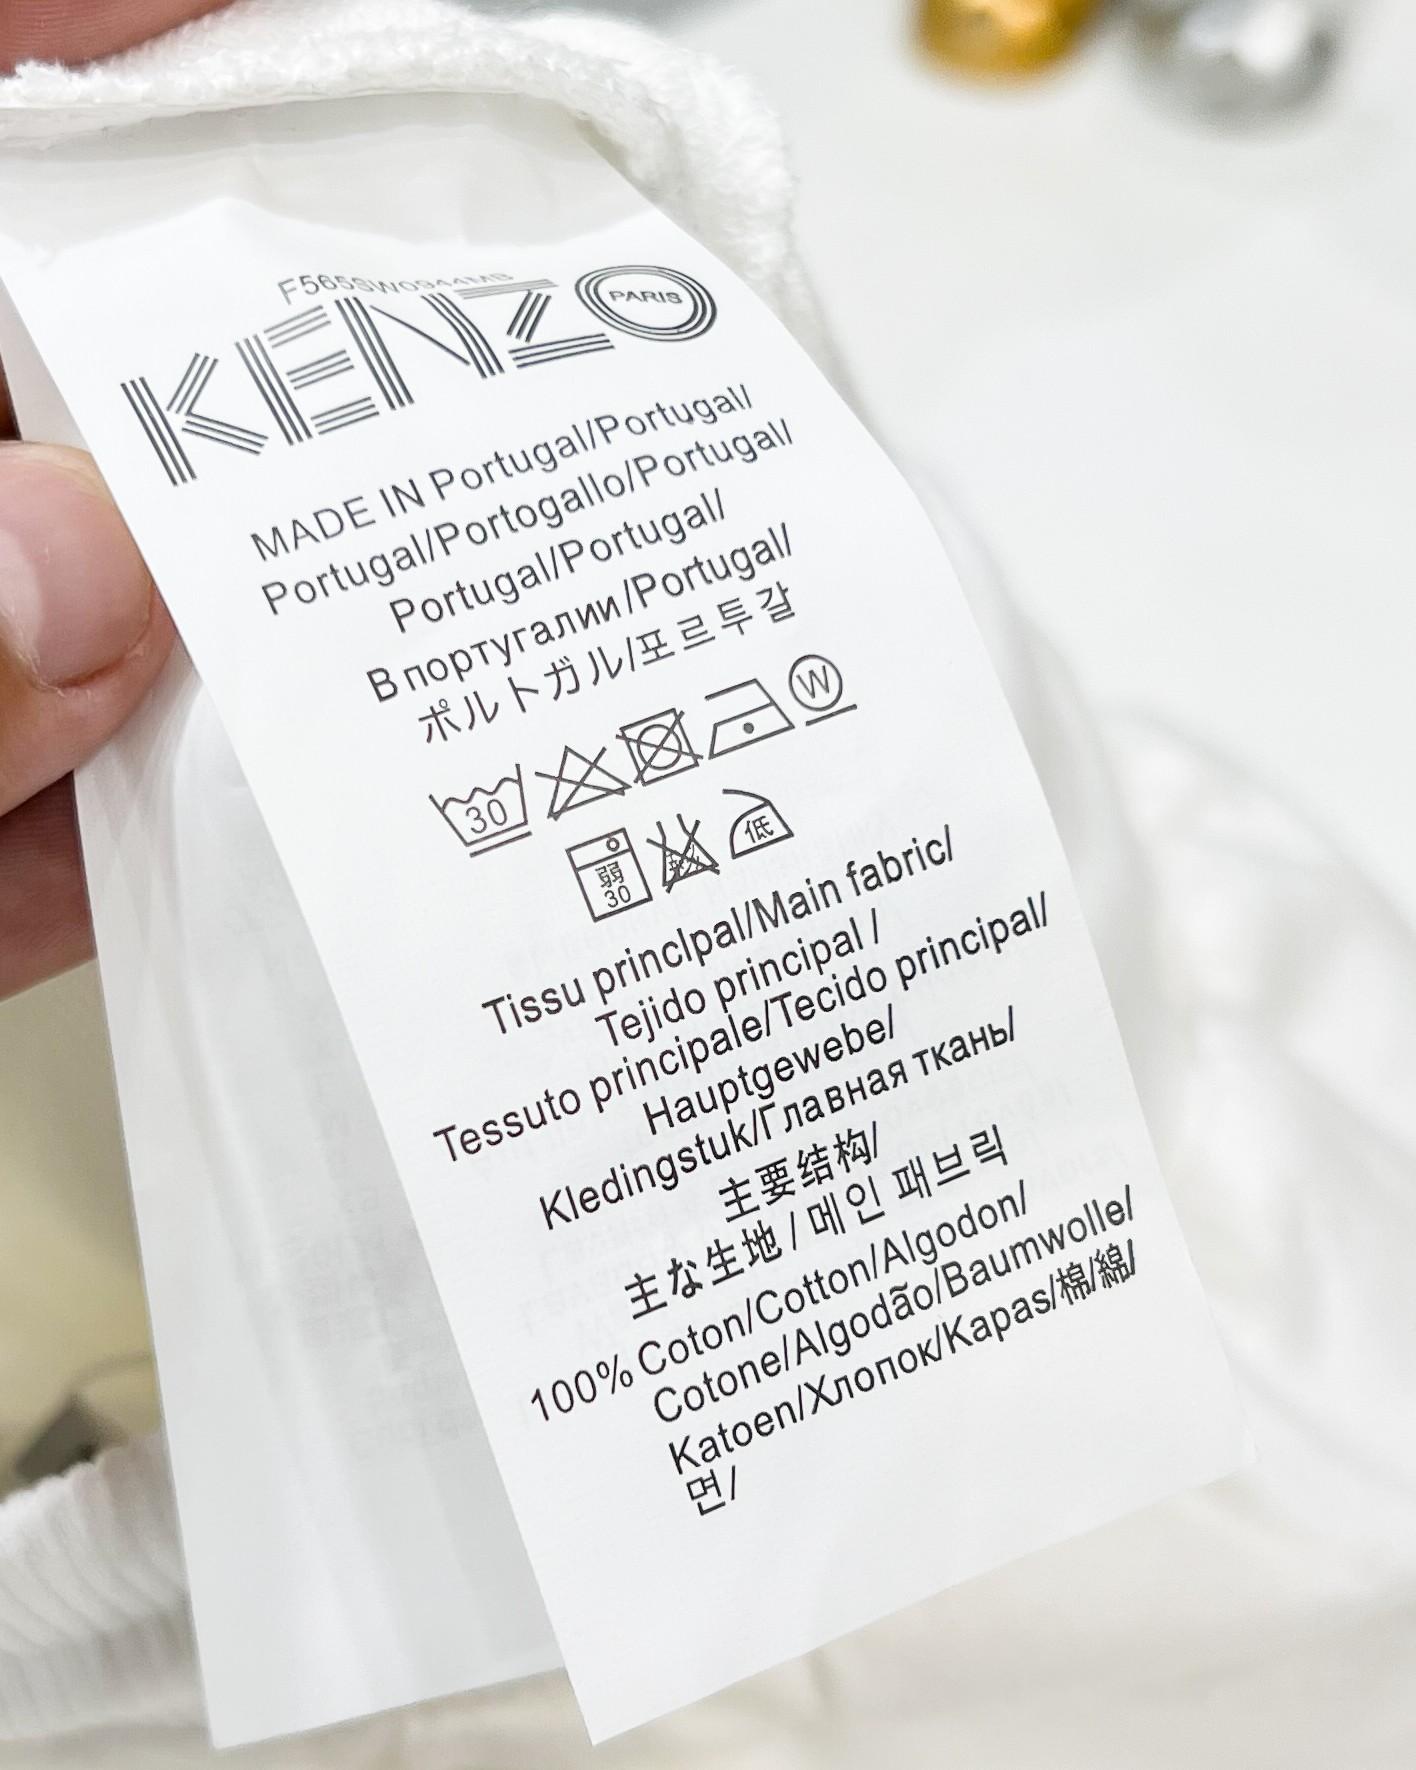 F565SW0944MB
KENZO
PARIS
MADE IN Portugal/Portugal/
Portugal/Portogallo/Portugal/
Portugal/Portugal/
В португалии/Portugal/
ポルトガル/포르투갈
30 W
弱 30 低
Tissu princlpal/Main fabric/
Tejido principal /
Tessuto principale/Tecido principal/
Hauptgewebe/
Kledingstuk/Главная ткань/
主要结构/
主な生地 / 메인 패브릭
100% Coton/Cotton/Algodon/
Cotone/Algodão/Baumwolle/
Katoen/Хлопок/Kapas/棉/綿/
면/